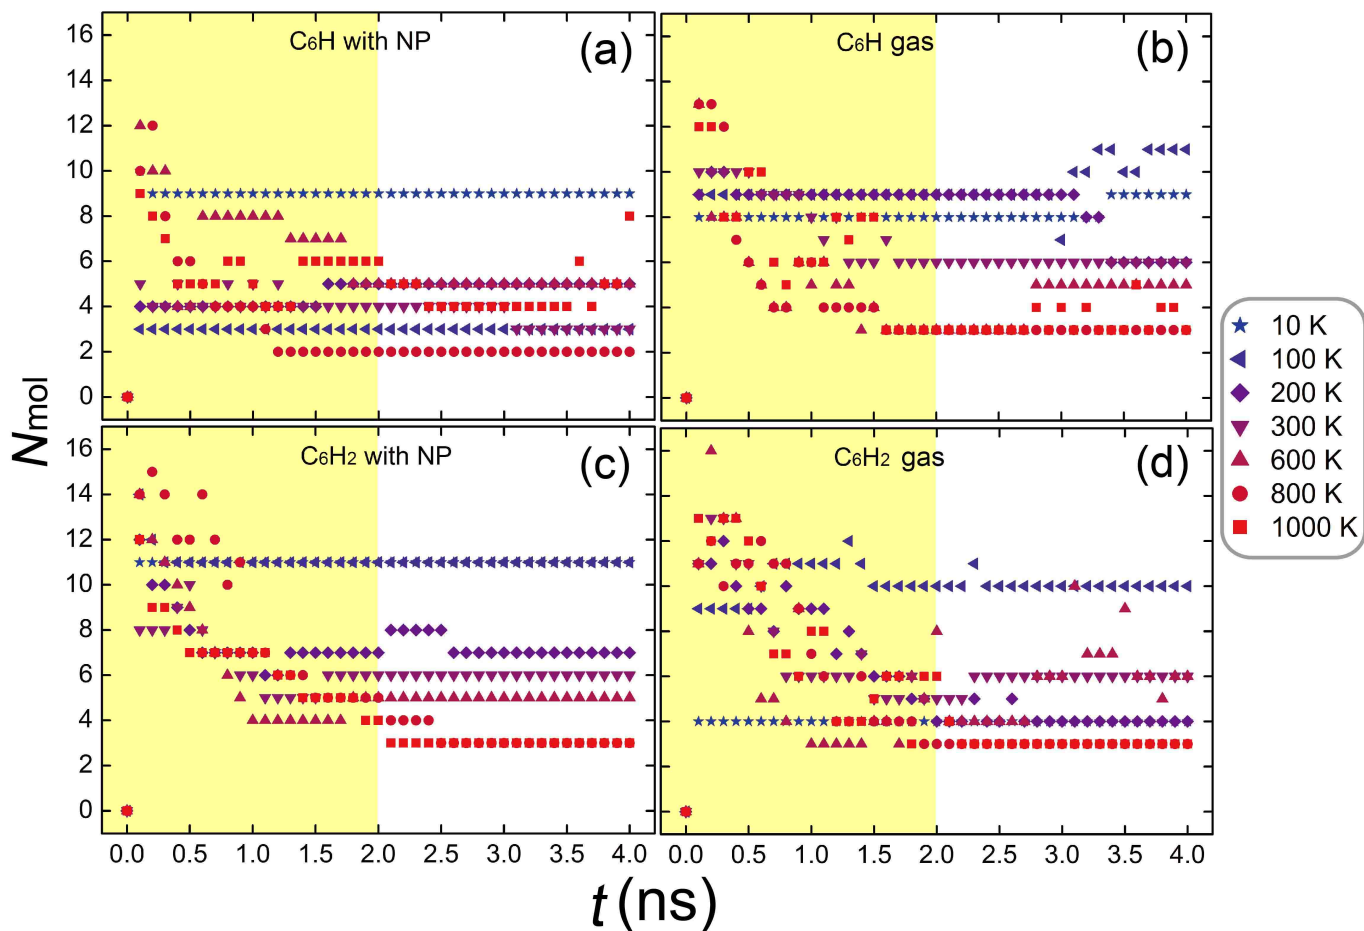 C₆H with NP (a)
C₆H gas (b)
16
14
12
10
8
6
4
2
0
C₆H₂ with NP (c)
C₆H₂ gas (d)
16
14
12
10
8
6
4
2
0
Nmol
0.0 0.5 1.0 1.5 2.0 2.5 3.0 3.5 4.0
0.0 0.5 1.0 1.5 2.0 2.5 3.0 3.5 4.0
t (ns)
10 K
100 K
200 K
300 K
600 K
800 K
1000 K